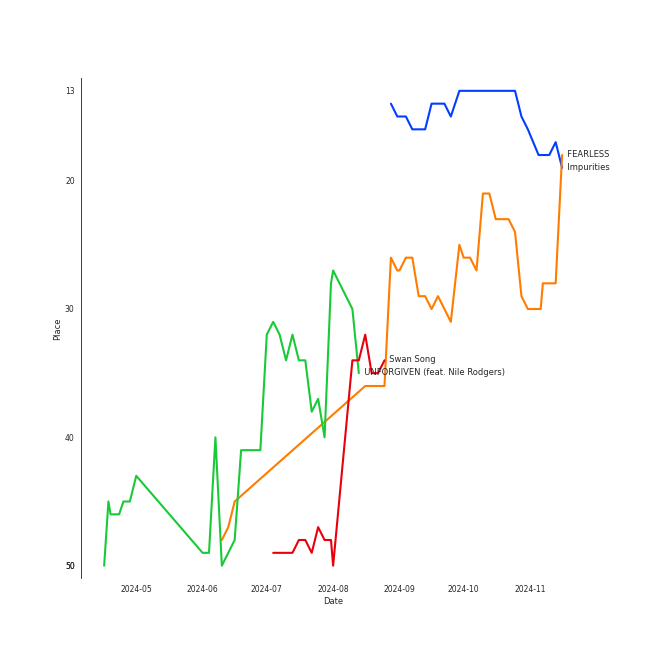 13
20
30
40
50
Place
FEARLESS
Impurities
Swan Song
UNFORGIVEN (feat. Nile Rodgers)
2024-05 2024-06 2024-07 2024-08 2024-09 2024-10 2024-11
Date